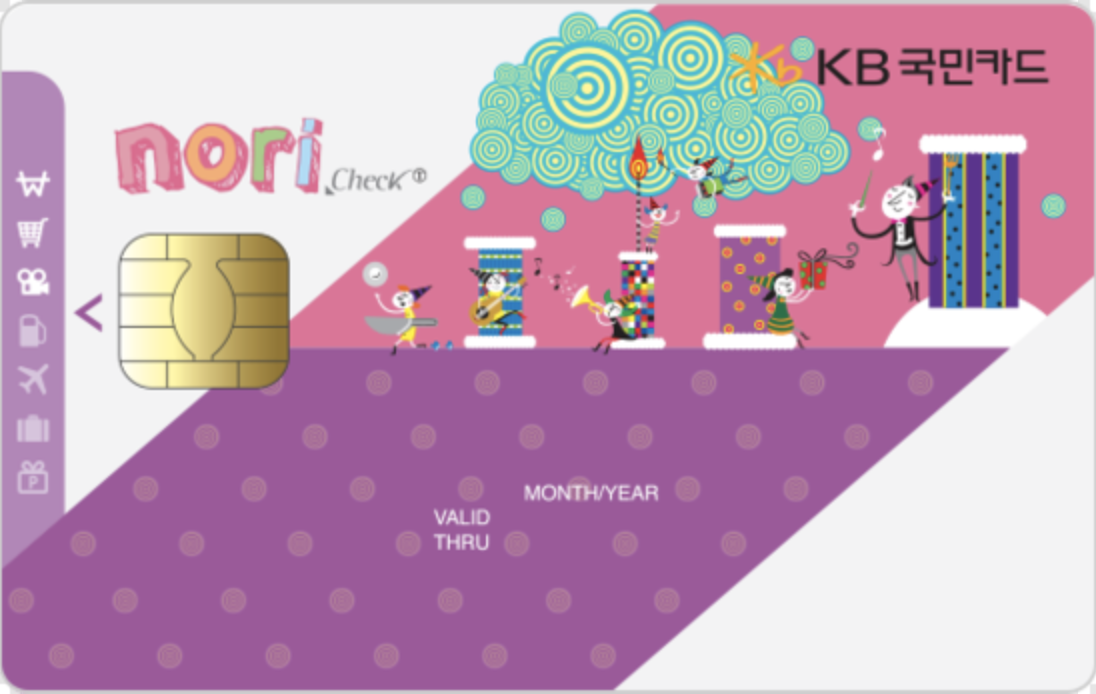 KB 국민카드
nori Check
MONTH/YEAR
VALID
THRU
P